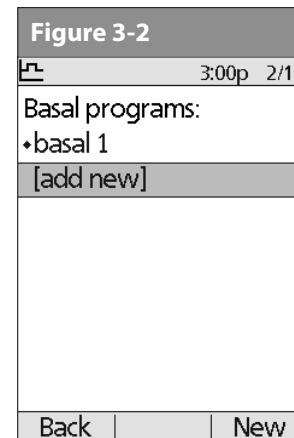 Figure 3-2
3:00p 2/1
Basal programs:
•basal 1
[add new]
Back New